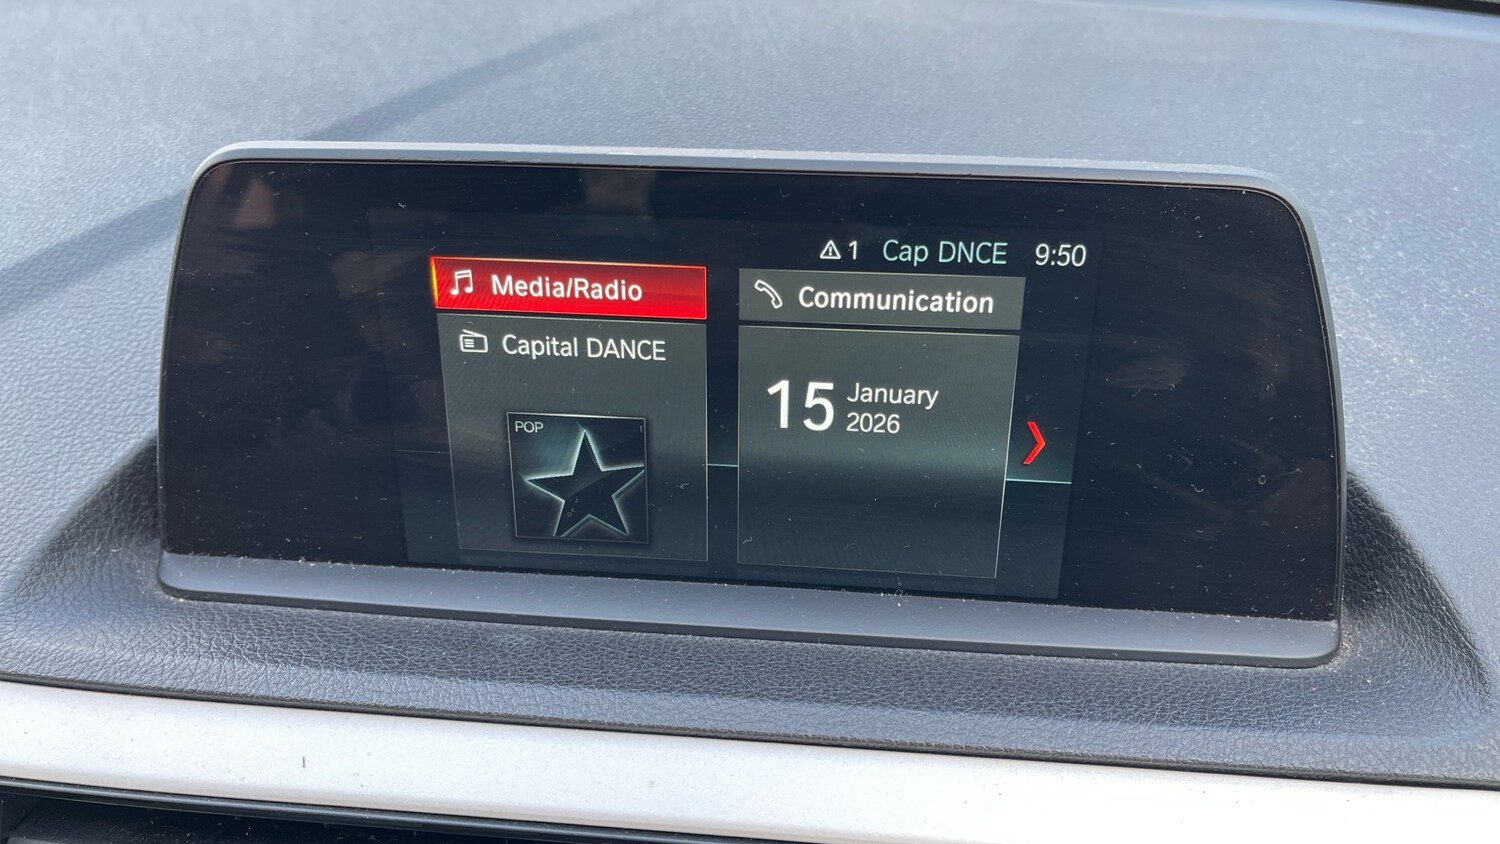 1 Cap DNCE 9:50
Media/Radio
Capital DANCE
POP
Communication
15 January
2026